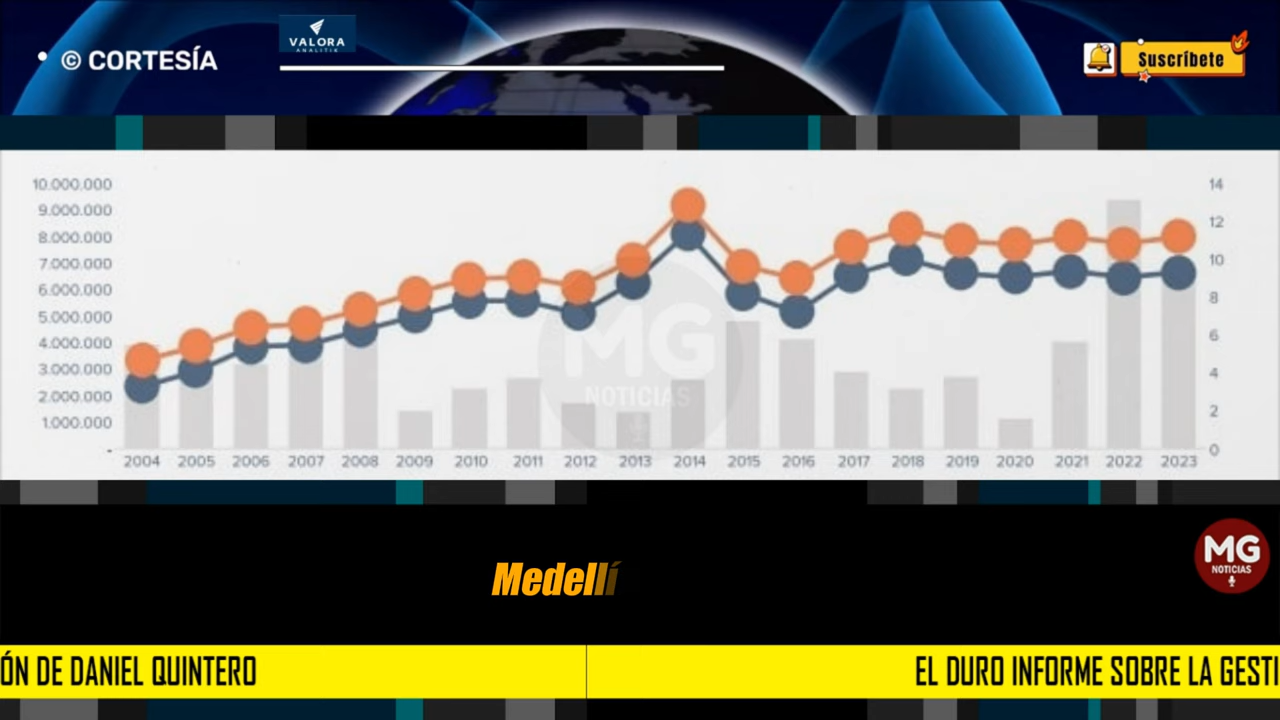 © CORTESÍA
VALORA
ANALITIK
Suscríbete
10.000.000
9.000.000
8.000.000
7.000.000
6.000.000
5.000.000
4.000.000
3.000.000
2.000.000
1.000.000
-
14
12
10
8
6
4
2
0
MG
NOTICIAS
2004 2005 2006 2007 2008 2009 2010 2011 2012 2013 2014 2015 2016 2017 2018 2019 2020 2021 2022 2023
Medellí
MG
NOTICIAS
ÓN DE DANIEL QUINTERO
EL DURO INFORME SOBRE LA GESTI